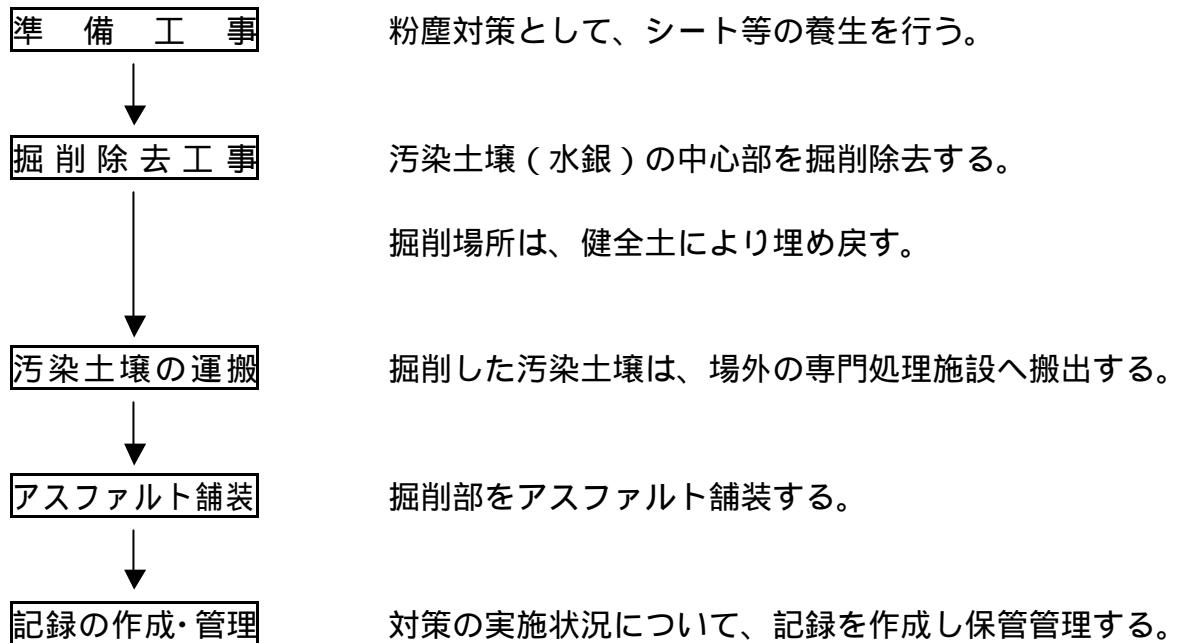 準備工事 粉塵対策として、シート等の養生を行う。
掘削除去工事 汚染土壌(水銀)の中心部を掘削除去する。
掘削場所は、健全土により埋め戻す。
汚染土壌の運搬 掘削した汚染土壌は、場外の専門処理施設へ搬出する。
アスファルト舗装 掘削部をアスファルト舗装する。
記録の作成・管理 対策の実施状況について、記録を作成し保管管理する。